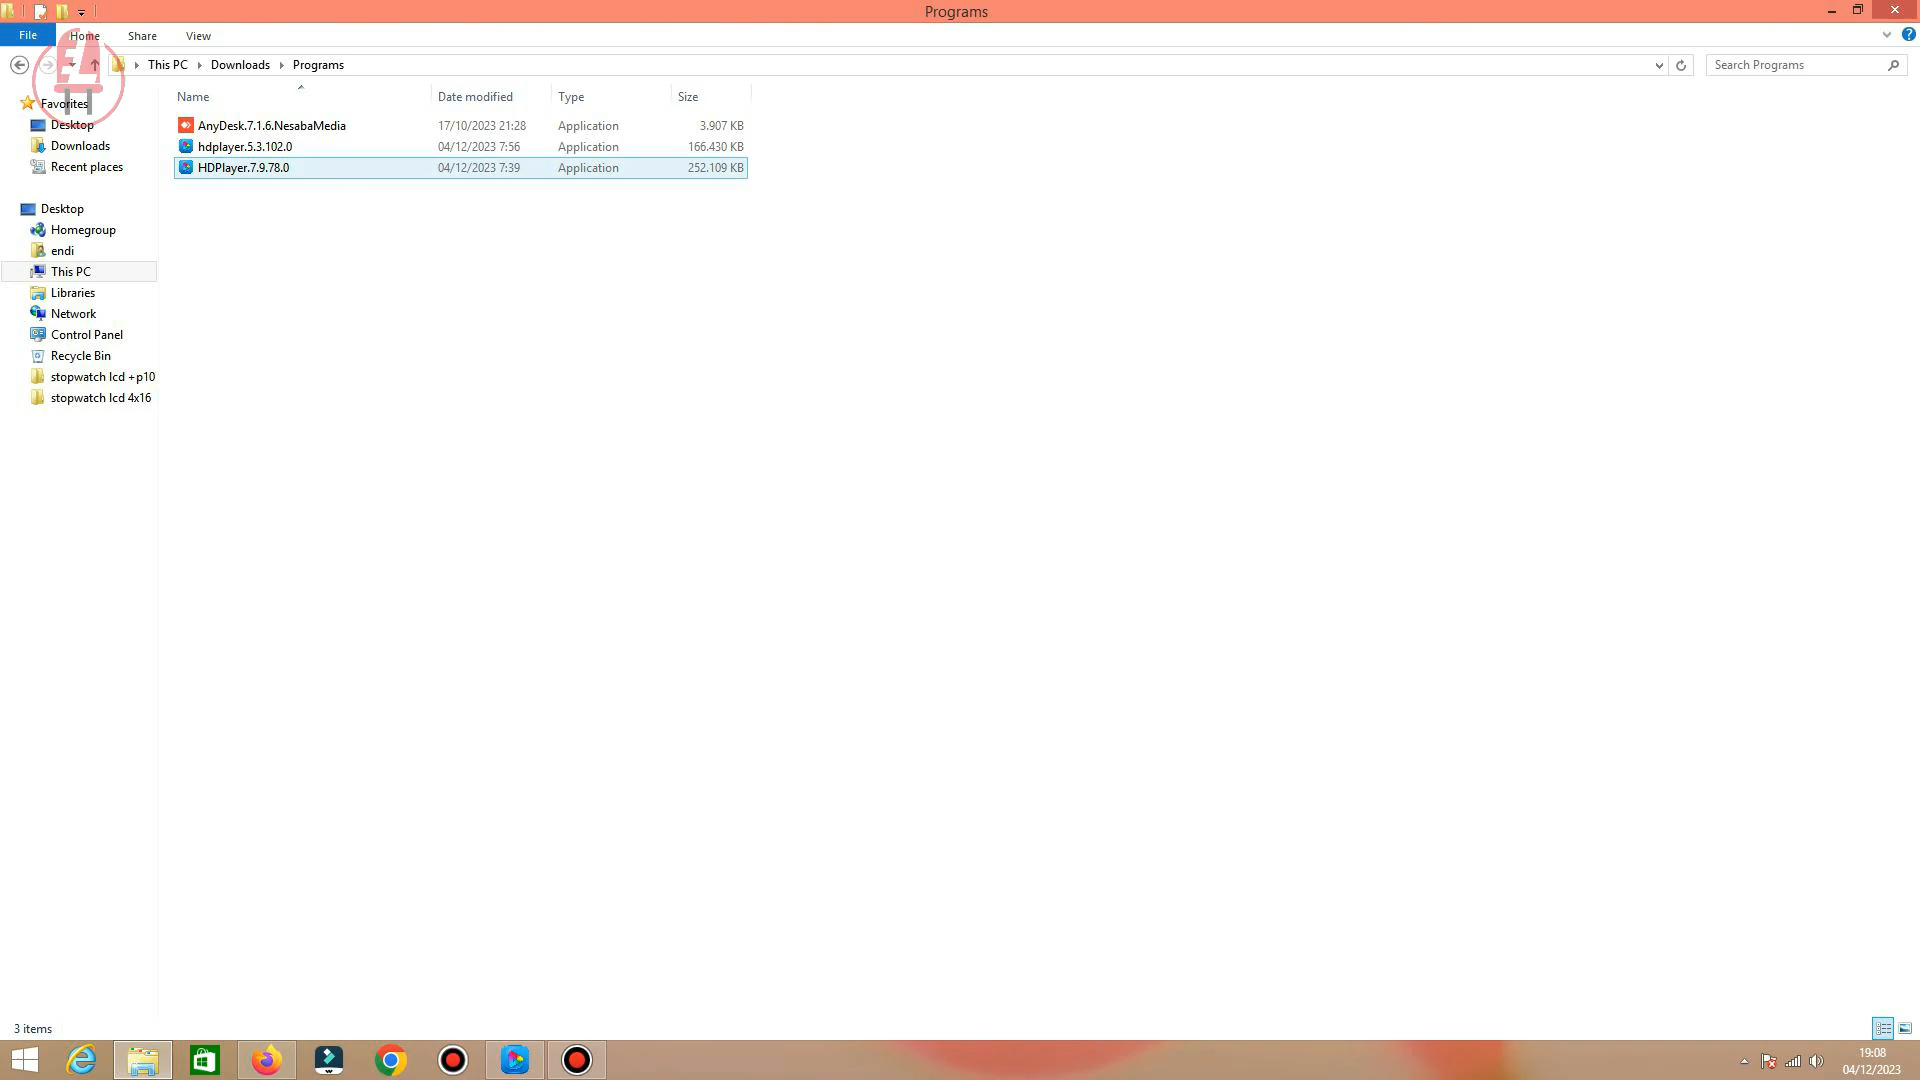 Programs
File Home Share View
This PC Downloads Programs
Search Programs
Name Date modified Type Size
AnyDesk.7.1.6.NesabaMedia 17/10/2023 21:28 Application 3.907 KB
hdplayer.5.3.102.0 04/12/2023 7:56 Application 166.430 KB
HDPlayer.7.9.78.0 04/12/2023 7:39 Application 252.109 KB
Favorites
Desktop
Downloads
Recent places
Desktop
Homegroup
endi
This PC
Libraries
Network
Control Panel
Recycle Bin
stopwatch lcd +p10
stopwatch lcd 4x16
3 items
19:08
04/12/2023